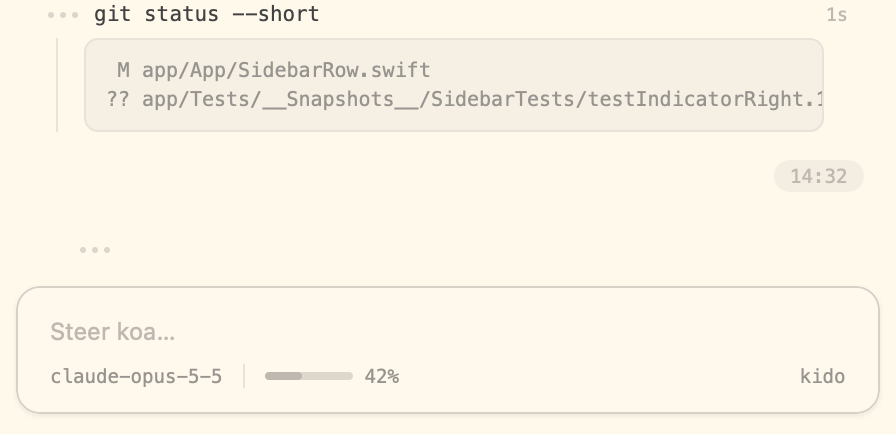 git status --short 1s
M app/App/SidebarRow.swift
?? app/Tests/__Snapshots__/SidebarTests/testIndicatorRight.1
14:32
Steer koa...
claude-opus-5-5 42% kido